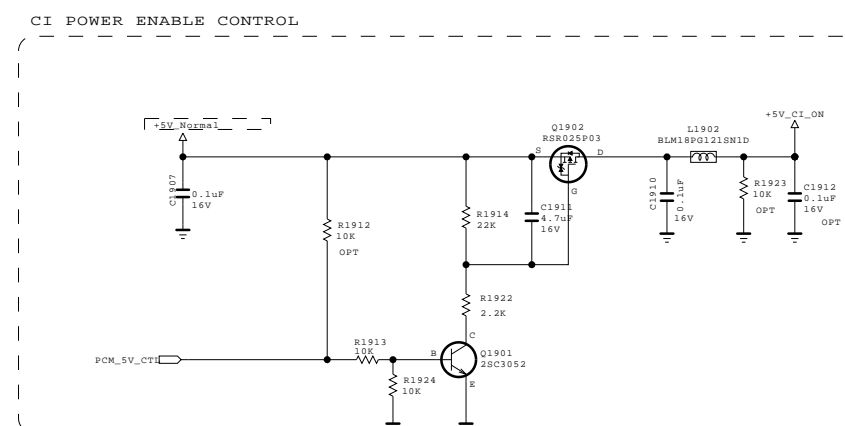 CI POWER ENABLE CONTROL
+5V_Normal
+5V_CI_ON
Q1902
RSR025P03
L1902
BLM18PG121SN1D
S
D
G
C1907
0.1uF
16V
R1912
10K
OPT
R1914
22K
C1911
4.7uF
16V
C1910
0.1uF
16V
R1923
10K
OPT
C1912
0.1uF
16V
OPT
R1922
2.2K
PCM_5V_CTL
R1913
10K
B
C
Q1901
2SC3052
E
R1924
10K